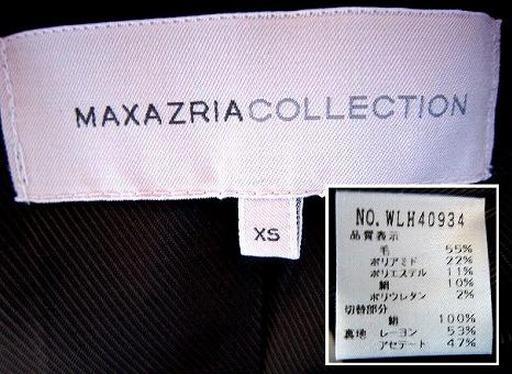 MAXAZRIACOLLECTION
XS
NO. WLH40934
品質表示
毛 55%
ポリアミド 22%
ポリエステル 11%
絹 10%
ポリウレタン 2%
切替部分
絹 100%
裏地 レーヨン 53%
アセテート 47%